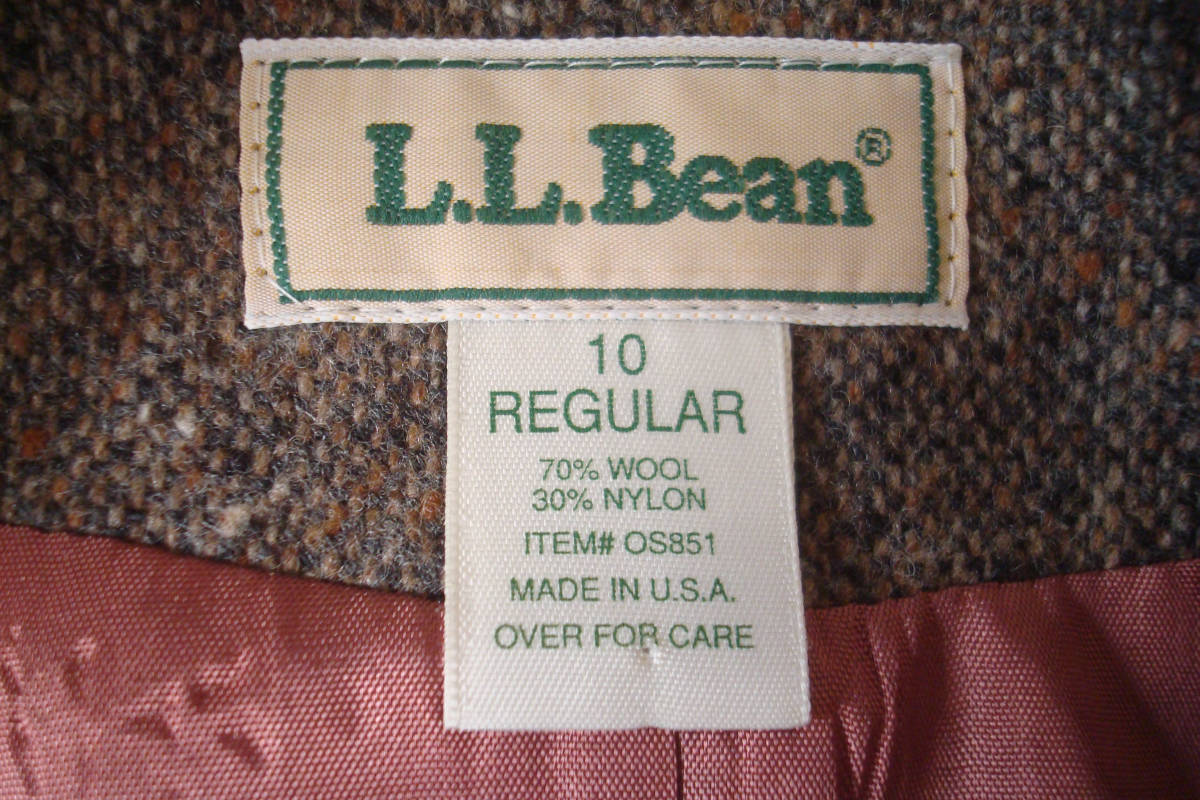 L.L.Bean®
10
REGULAR
70% WOOL
30% NYLON
ITEM# OS851
MADE IN U.S.A.
OVER FOR CARE